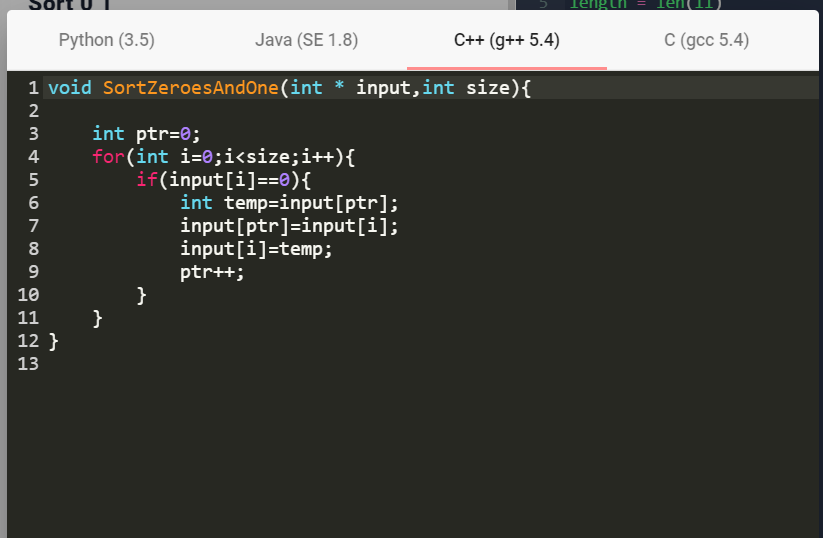 Sort 0 1
5 length = len(li)
Python (3.5) Java (SE 1.8) C++ (g++ 5.4) C (gcc 5.4)
1 void SortZeroesAndOne(int * input,int size){
2
3     int ptr=0;
4     for(int i=0;i<size;i++){
5         if(input[i]==0){
6             int temp=input[ptr];
7             input[ptr]=input[i];
8             input[i]=temp;
9             ptr++;
10         }
11     }
12 }
13